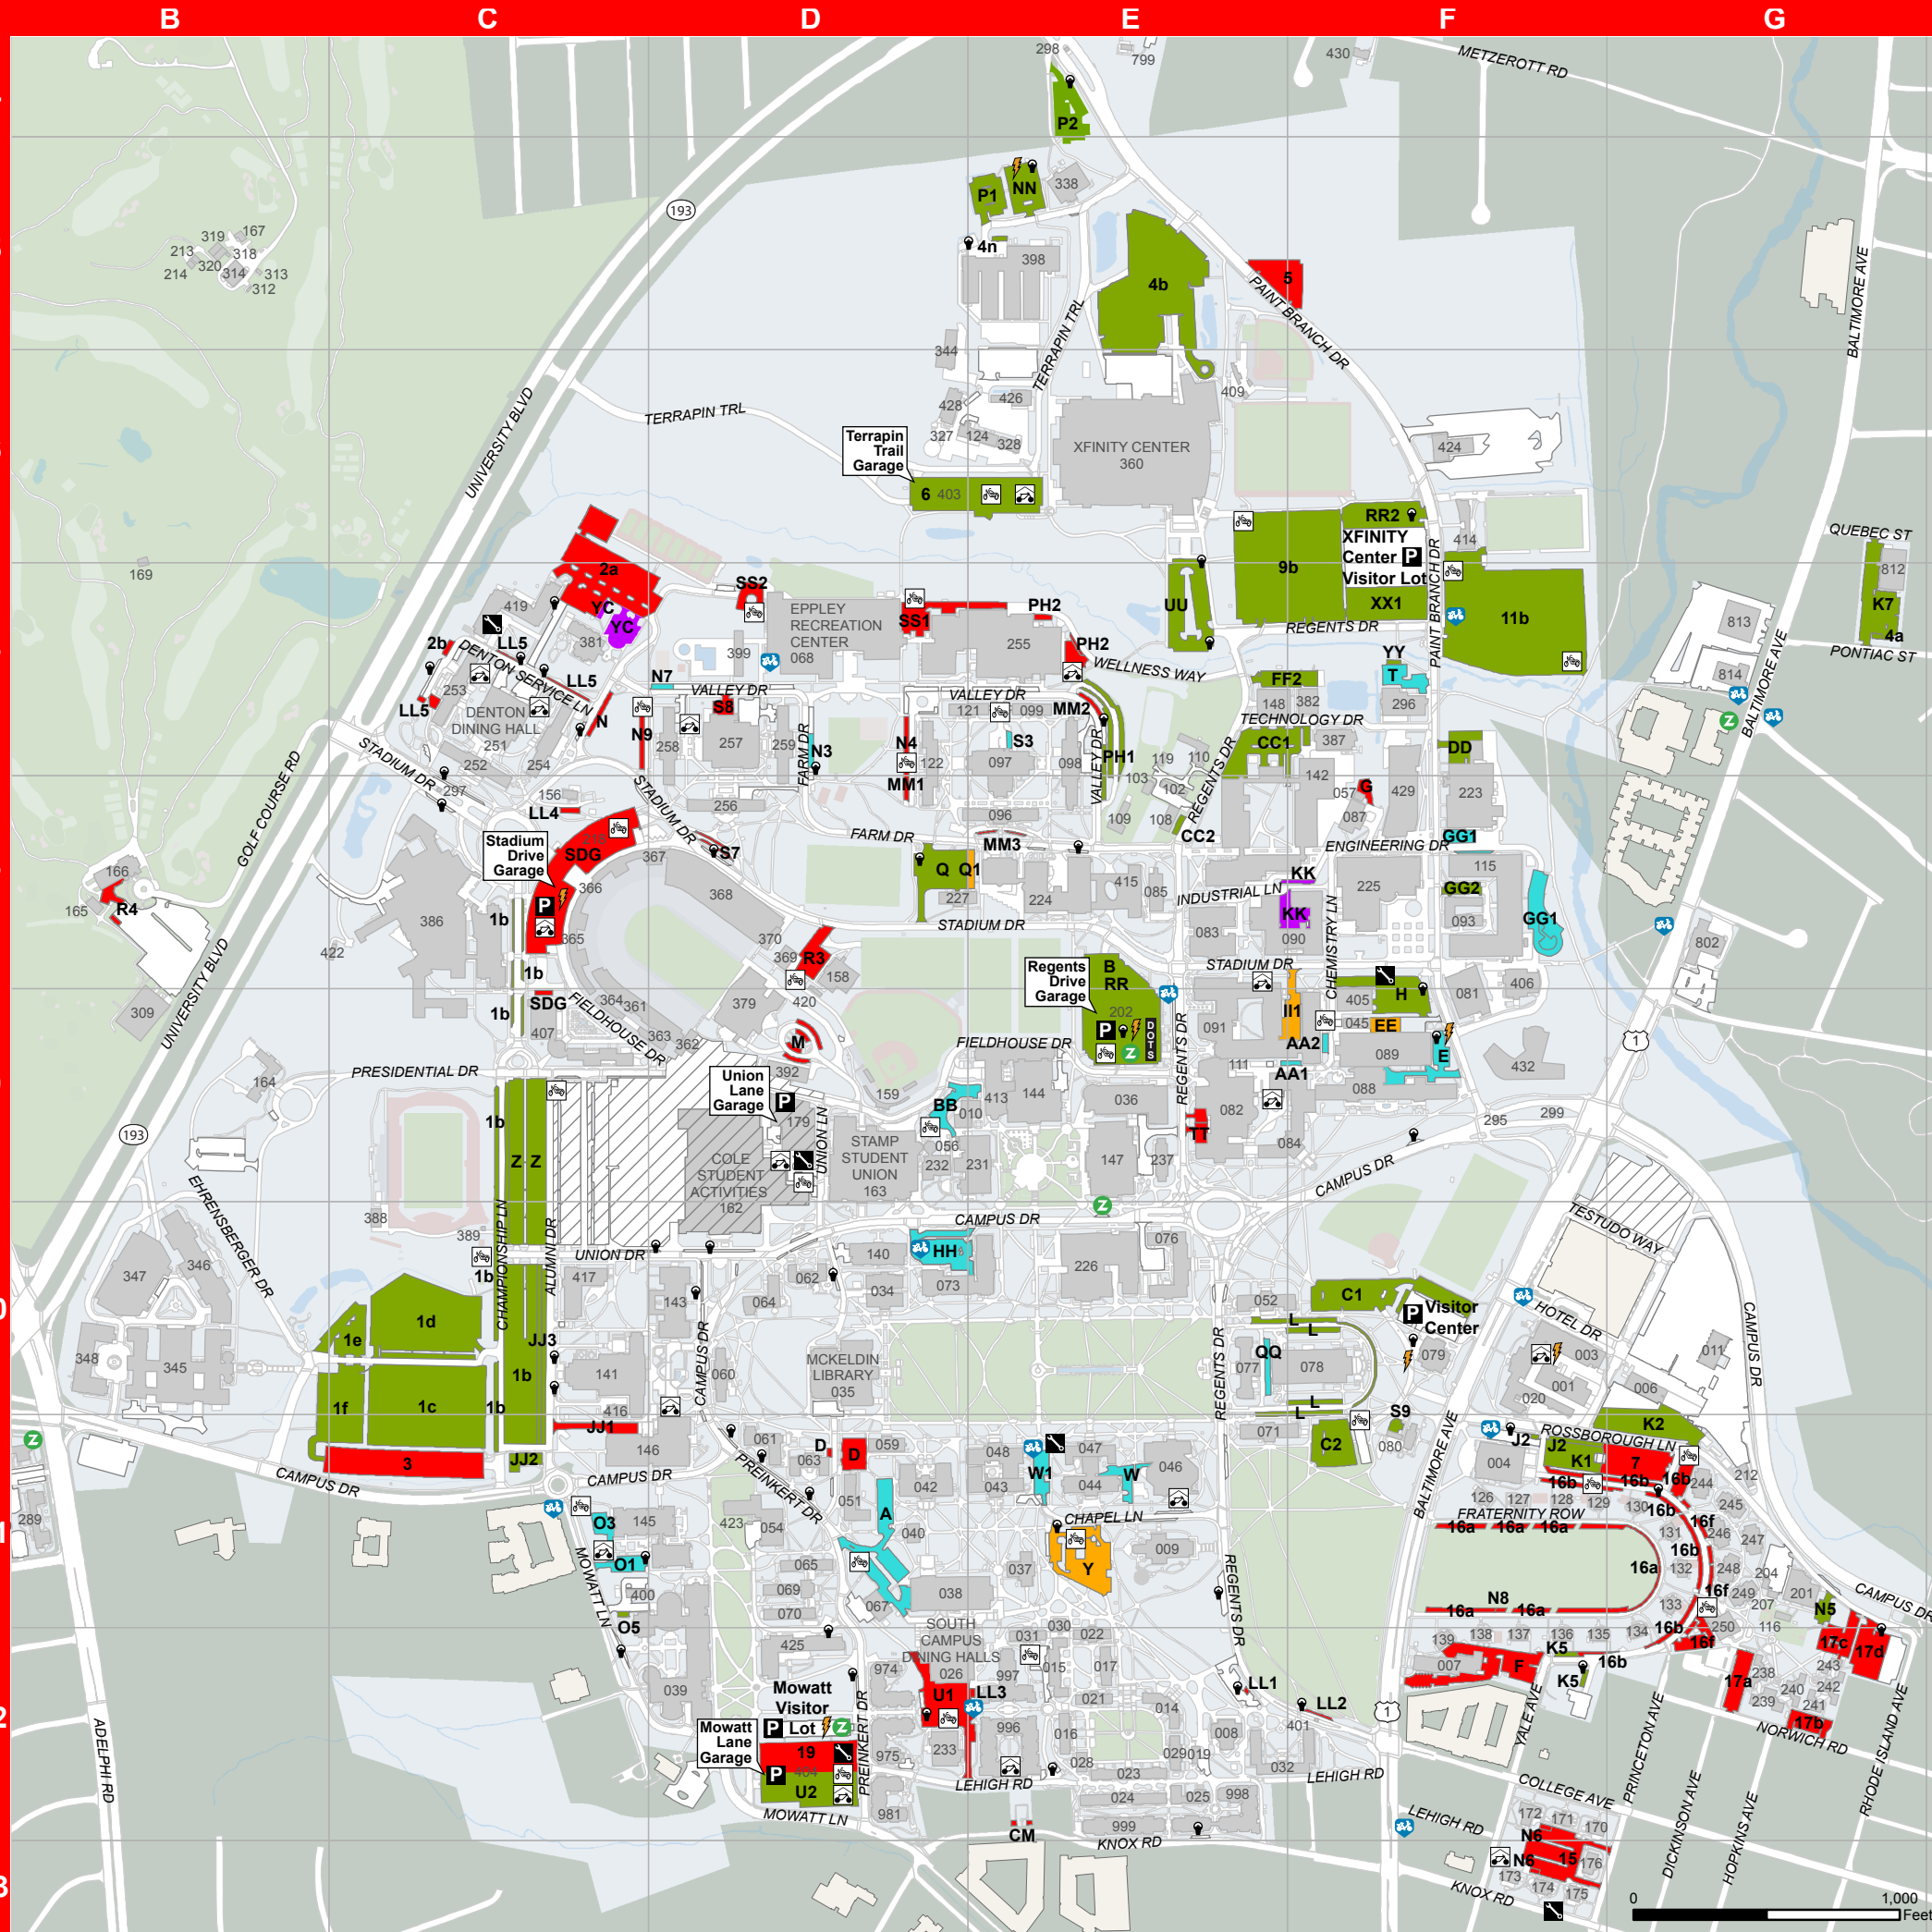 B C D E F G
298
799
430
METZEROTT RD
P2
193
P1
NN
338
4n
398
4b
5
PAINT BRANCH DR
BALTIMORE AVE
319
167
213
318
320
214
314
313
312
344
TERRAPIN TRL
409
UNIVERSITY BLVD
TERRAPIN TRL
428
426
327
124
328
Terrapin
Trail
Garage
XFINITY CENTER
360
424
6 403
RR2
XFINITY
Center P
Visitor Lot
PAINT BRANCH DR
414
QUEBEC ST
812
169
2a
9b
XX1
11b
K7
4a
PONTIAC ST
419
YC
YC
381
SS2
EPPLEY
RECREATION
CENTER
068
SS1
255
PH2
PH2
UU
REGENTS DR
813
814
2b
LL5
DENTON SERVICE LN
LL5
253
LL5
DENTON
DINING HALL
251
252
254
N
399
N7
VALLEY DR
S8
N9
258
257
259
FARM DR
N3
VALLEY DR
121
099
N4
122
MM1
S3
097
098
WELLNESS WAY
MM2
PH1
VALLEY DR
103
119
110
102
109
108
CC2
REGENTS DR
FF2
148
382
TECHNOLOGY DR
CC1
387
142
YY
T
296
DD
223
BALTIMORE AVE
Z
057
G
087
429
GG1
ENGINEERING DR
115
GG2
093
GG1
802
STADIUM DR
297
156
LL4
218
SDG
STADIUM DR
256
S7
367
366
368
365
364
361
363
362
370
369
R3
158
379
420
Stadium
Drive
Garage
P
1b
1b
SDG
1b
407
FIELDHOUSE DR
386
422
GOLF COURSE RD
166
165
R4
309
UNIVERSITY BLVD
FARM DR
096
MM3
Q Q1
227
224
STADIUM DR
415
085
INDUSTRIAL LN
KK
KK
083
090
CHEMISTRY LN
225
STADIUM DR
Regents
Drive
Garage
B
RR
202
P
DOTS
Z
091
II1
405
H
045
EE
081
406
AA2
111
AA1
089
E
432
088
1
M
392
FIELDHOUSE DR
REGENTS DR
PRESIDENTIAL DR
164
193
1b
Z Z
Union
Lane
Garage
P
179
UNION LN
159
BB
010
413
144
036
056
232
231
STAMP
STUDENT
UNION
163
COLE
STUDENT
ACTIVITIES
162
147
237
TT
082
084
295
299
CAMPUS DR
EHRENSBERGER DR
388
389
1b
CHAMPIONSHIP LN
ALUMNI DR
UNION DR
CAMPUS DR
Z
TESTUDO WAY
347
346
348
345
1d
1e
1f
1c
1b
1b
JJ3
417
143
140
062
034
064
HH
073
226
076
052
C1
P Visitor
Center
HOTEL DR
CAMPUS DR
L
L
QQ
077
078
079
003
001
020
011
006
141
416
CAMPUS DR
060
MCKELDIN
LIBRARY
035
REGENTS DR
L
L
071
C2
S9
080
BALTIMORE AVE
K2
ROSSBOROUGH LN
J2
J2
K1
7
004
16b
16b
16b
244
212
Z
3
CAMPUS DR
JJ1
JJ2
146
CAMPUS DR
061
D
063
D
059
048
047
046
W1
W
043
044
042
051
PREINKERT DR
054
423
A
040
CHAPEL LN
Y
009
037
289
O3
145
O1
400
O5
MOWATT LN
065
069
070
067
038
126
127
128
129
130
16b
245
FRATERNITY ROW
16a 16a 16a
16f
246
247
131
16b
132
248
16a
16f
249
204
201
N8
16a 16a
133
207
116
N5
CAMPUS DR
REGENTS DR
425
039
SOUTH
CAMPUS
DINING HALLS
026
974
031
030
022
997
015
017
U1
LL3
021
014
016
996
233
975
028
029
019
023
008
032
401
LL1
LL2
139
138
137
136
135
134
16b
250
16f
007
F
K5
K5
16b
17c
17d
243
17a
238
240
242
239
241
17b
NORWICH RD
YALE AVE
PRINCETON AVE
1
Mowatt
Visitor
P Lot Z
Mowatt
Lane
Garage
19
P
404
U2
PREINKERT DR
LEHIGH RD
LEHIGH RD
MOWATT LN
981
024
025
998
999
CM
KNOX RD
ADELPHI RD
COLLEGE AVE
LEHIGH RD
172
171
170
N6
N6
15
176
173
174
175
KNOX RD
DICKINSON AVE
HOPKINS AVE
RHODE ISLAND AVE
0 1,000
Feet